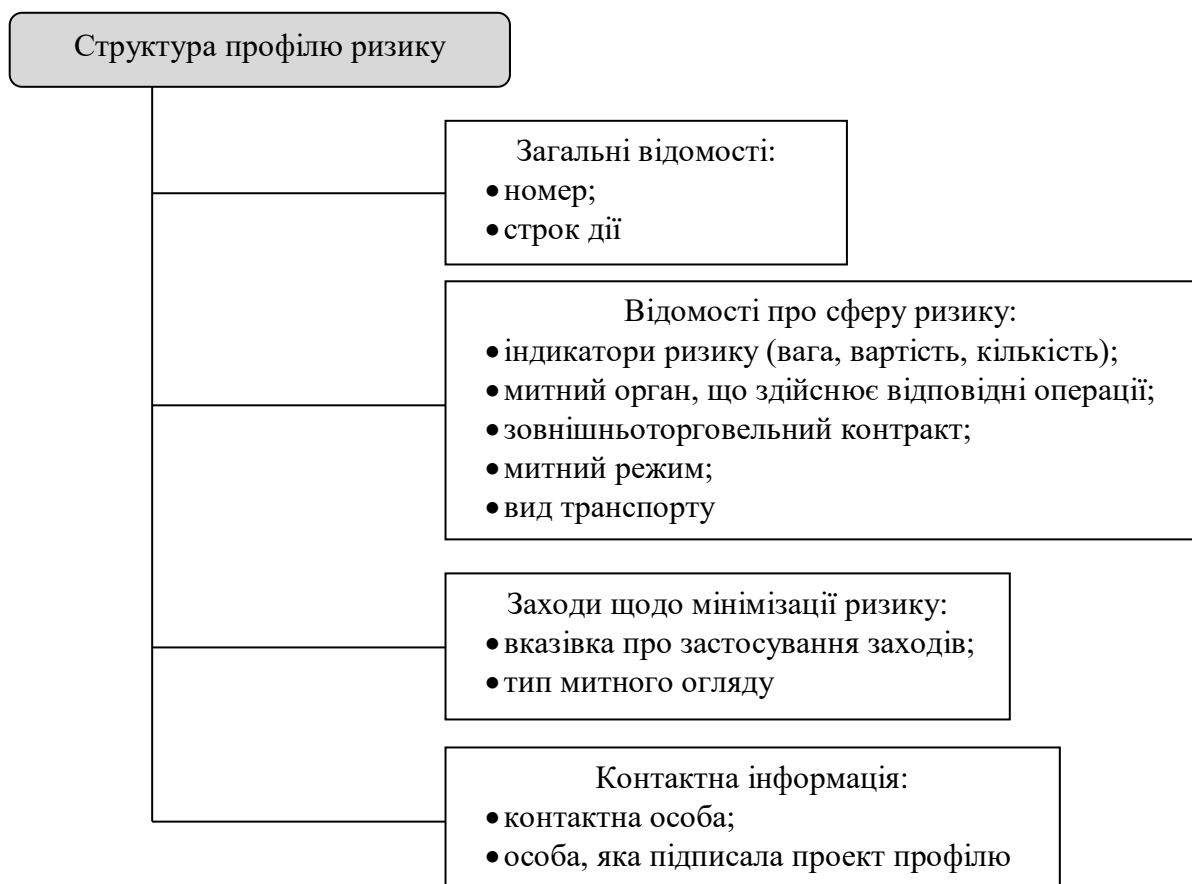 Структура профілю ризику
Загальні відомості:
•номер;
•строк дії
Відомості про сферу ризику:
•індикатори ризику (вага, вартість, кількість);
•митний орган, що здійснює відповідні операції;
•зовнішньоторговельний контракт;
•митний режим;
•вид транспорту
Заходи щодо мінімізації ризику:
•вказівка про застосування заходів;
•тип митного огляду
Контактна інформація:
•контактна особа;
•особа, яка підписала проект профілю